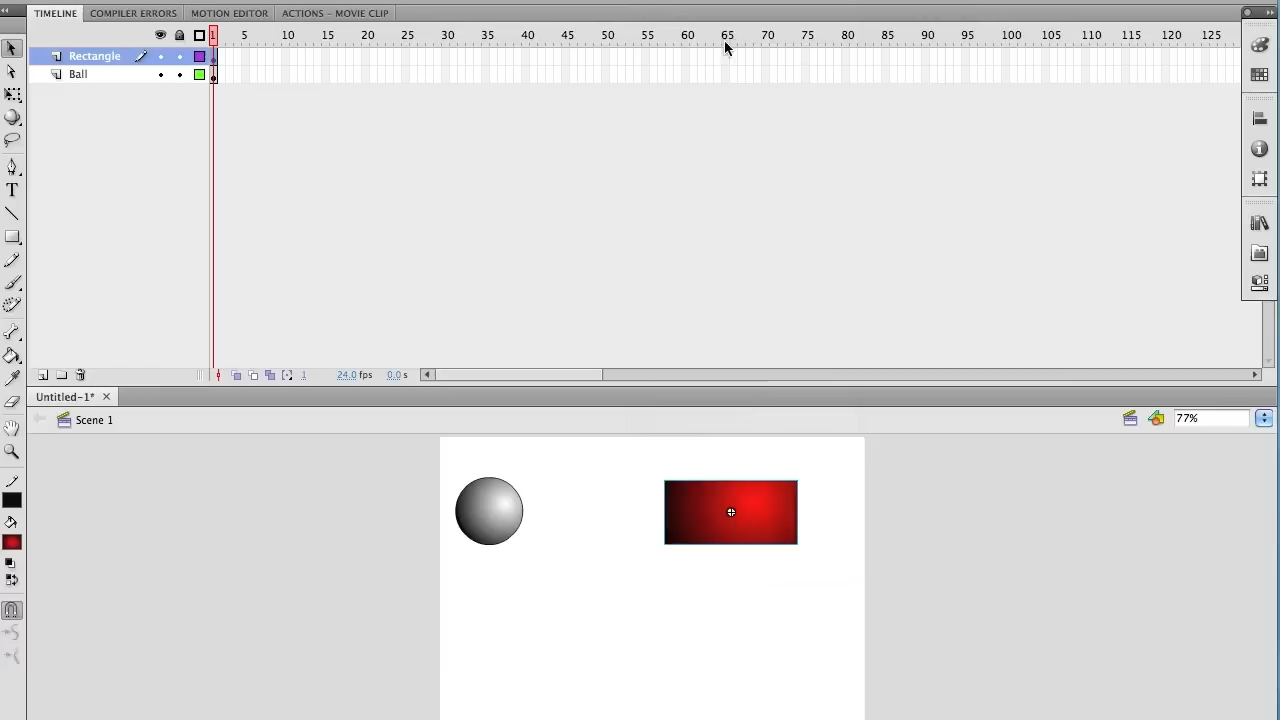 TIMELINE COMPILER ERRORS MOTION EDITOR ACTIONS – MOVIE CLIP
1 5 10 15 20 25 30 35 40 45 50 55 60 65 70 75 80 85 90 95 100 105 110 115 120 125
Rectangle
Ball
1 24.0 fps 0.0 s
Untitled-1*
Scene 1 77%
T